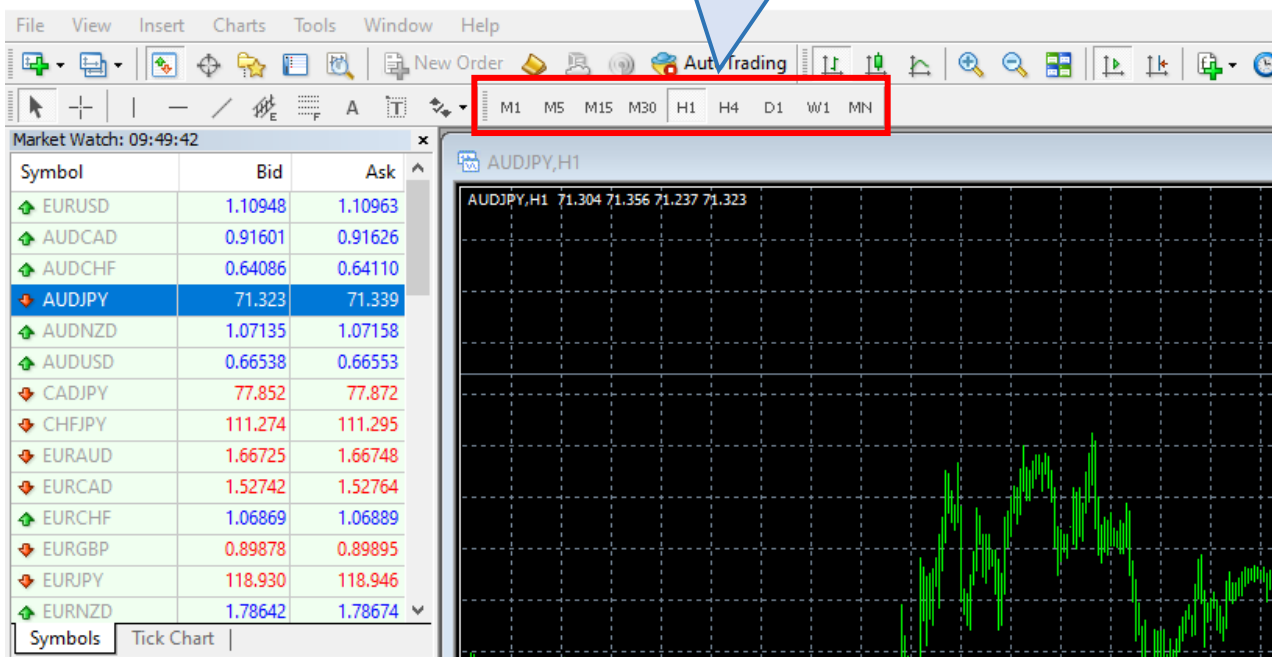 File View Insert Charts Tools Window Help
New Order AutoTrading
E F A T M1 M5 M15 M30 H1 H4 D1 W1 MN
Market Watch: 09:49:42 x
Symbol Bid Ask
EURUSD 1.10948 1.10963
AUDCAD 0.91601 0.91626
AUDCHF 0.64086 0.64110
AUDJPY 71.323 71.339
AUDNZD 1.07135 1.07158
AUDUSD 0.66538 0.66553
CADJPY 77.852 77.872
CHFJPY 111.274 111.295
EURAUD 1.66725 1.66748
EURCAD 1.52742 1.52764
EURCHF 1.06869 1.06889
EURGBP 0.89878 0.89895
EURJPY 118.930 118.946
EURNZD 1.78642 1.78674
Symbols Tick Chart
AUDJPY,H1
AUDJPY,H1 71.304 71.356 71.237 71.323